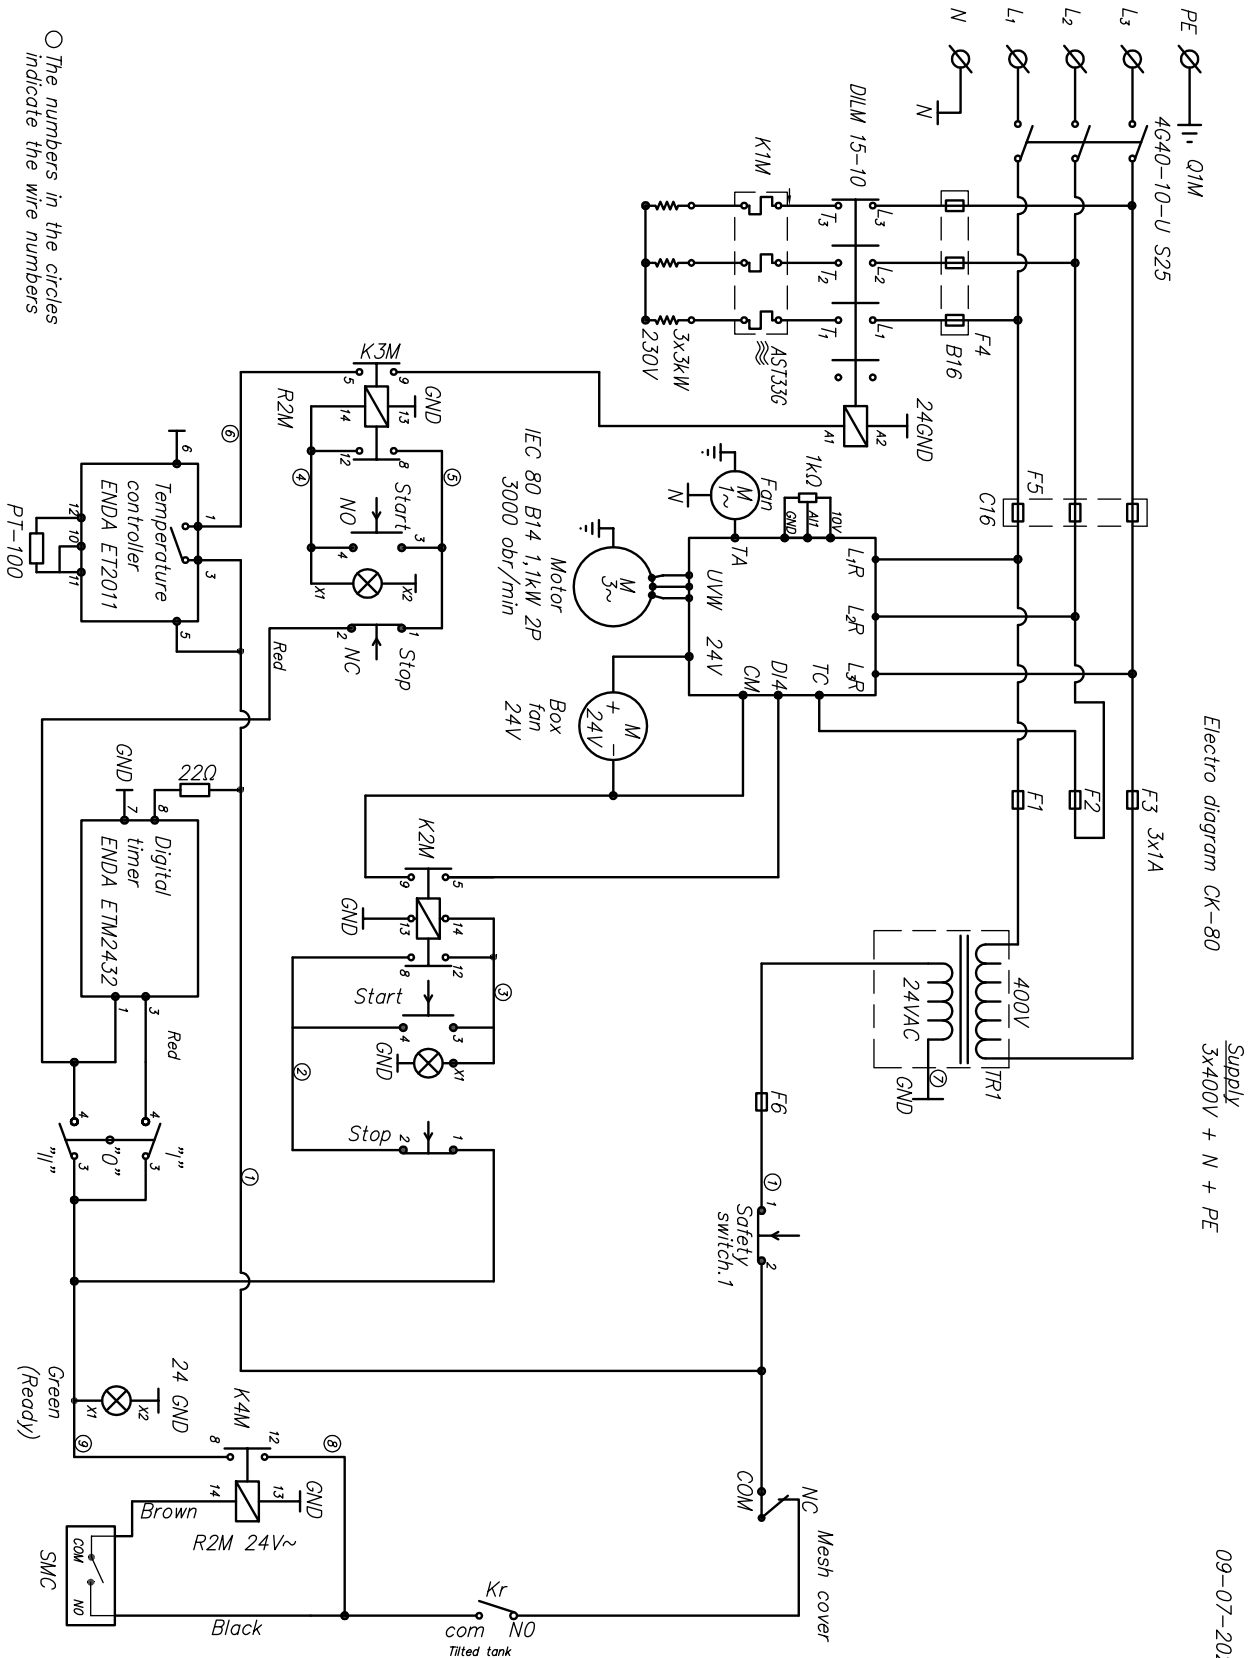 Electro diagram CK-80
Supply
3x400V + N + PE
PE
L3
L2
L1
N
N
Q1M
4G40-10-U S25
DILM 15-10
K1M
L3
L2
L1
T3
T2
T1
F4
B16
AST33G
3x3kW
230V
24GND
A1
A2
F5
C16
K3M
5
9
GND
14
13
R2M
12
8
6
4
5
Start
NO
3
4
X1
X2
1
2
Stop
NC
Red
IEC 80 B14 1,1kW 2P
3000 obr/min
Motor
M
3~
Fan
M
1~
N
1kΩ
GND
AI1
10V
TA
UVW
24V
CM
DI4
TC
L1R
L2R
L3R
Box
fan
24V
M
24V
+
-
F1
F2
F3
3x1A
400V
24VAC
TR1
GND
7
F6
1
1
Safety
switch.1
2
6
1
3
Temperature
controller
ENDA ET2011
12
10
11
5
PT-100
22Ω
GND
7
8
Digital
timer
ENDA ETM2432
1
3
Red
4
4
3
3
"I"
"0"
"II"
1
K2M
9
5
GND
13
14
8
12
3
Start
4
3
GND
X1
2
Stop
2
1
24 GND
X1
X2
Green
(Ready)
9
K4M
8
12
8
14
13
GND
Brown
R2M 24V~
COM
NO
SMC
Black
Kr
com
NO
Tilted tank
COM
NC
Mesh cover
The numbers in the circles
indicate the wire numbers